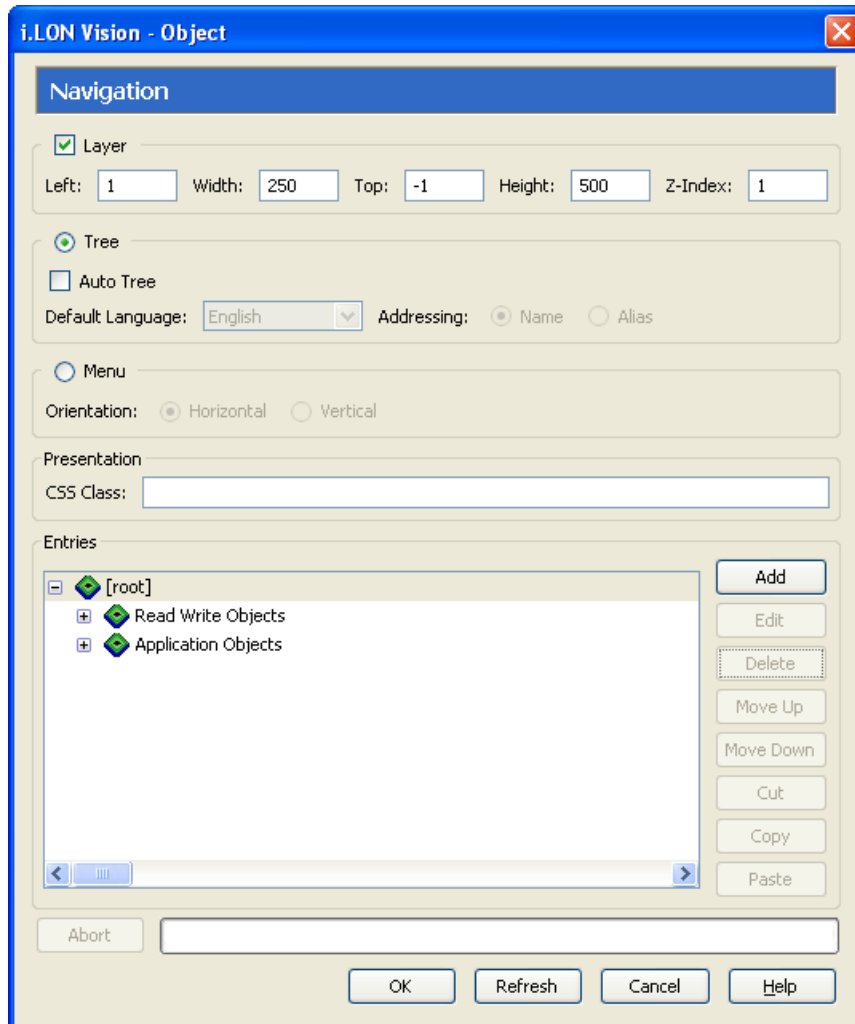 i.LON Vision - Object
Navigation
Layer
Left: 1 Width: 250 Top: -1 Height: 500 Z-Index: 1
Tree
Auto Tree
Default Language: English Addressing: Name Alias
Menu
Orientation: Horizontal Vertical
Presentation
CSS Class:
Entries
[root]
Read Write Objects
Application Objects
Add
Edit
Delete
Move Up
Move Down
Cut
Copy
Paste
Abort
OK Refresh Cancel Help